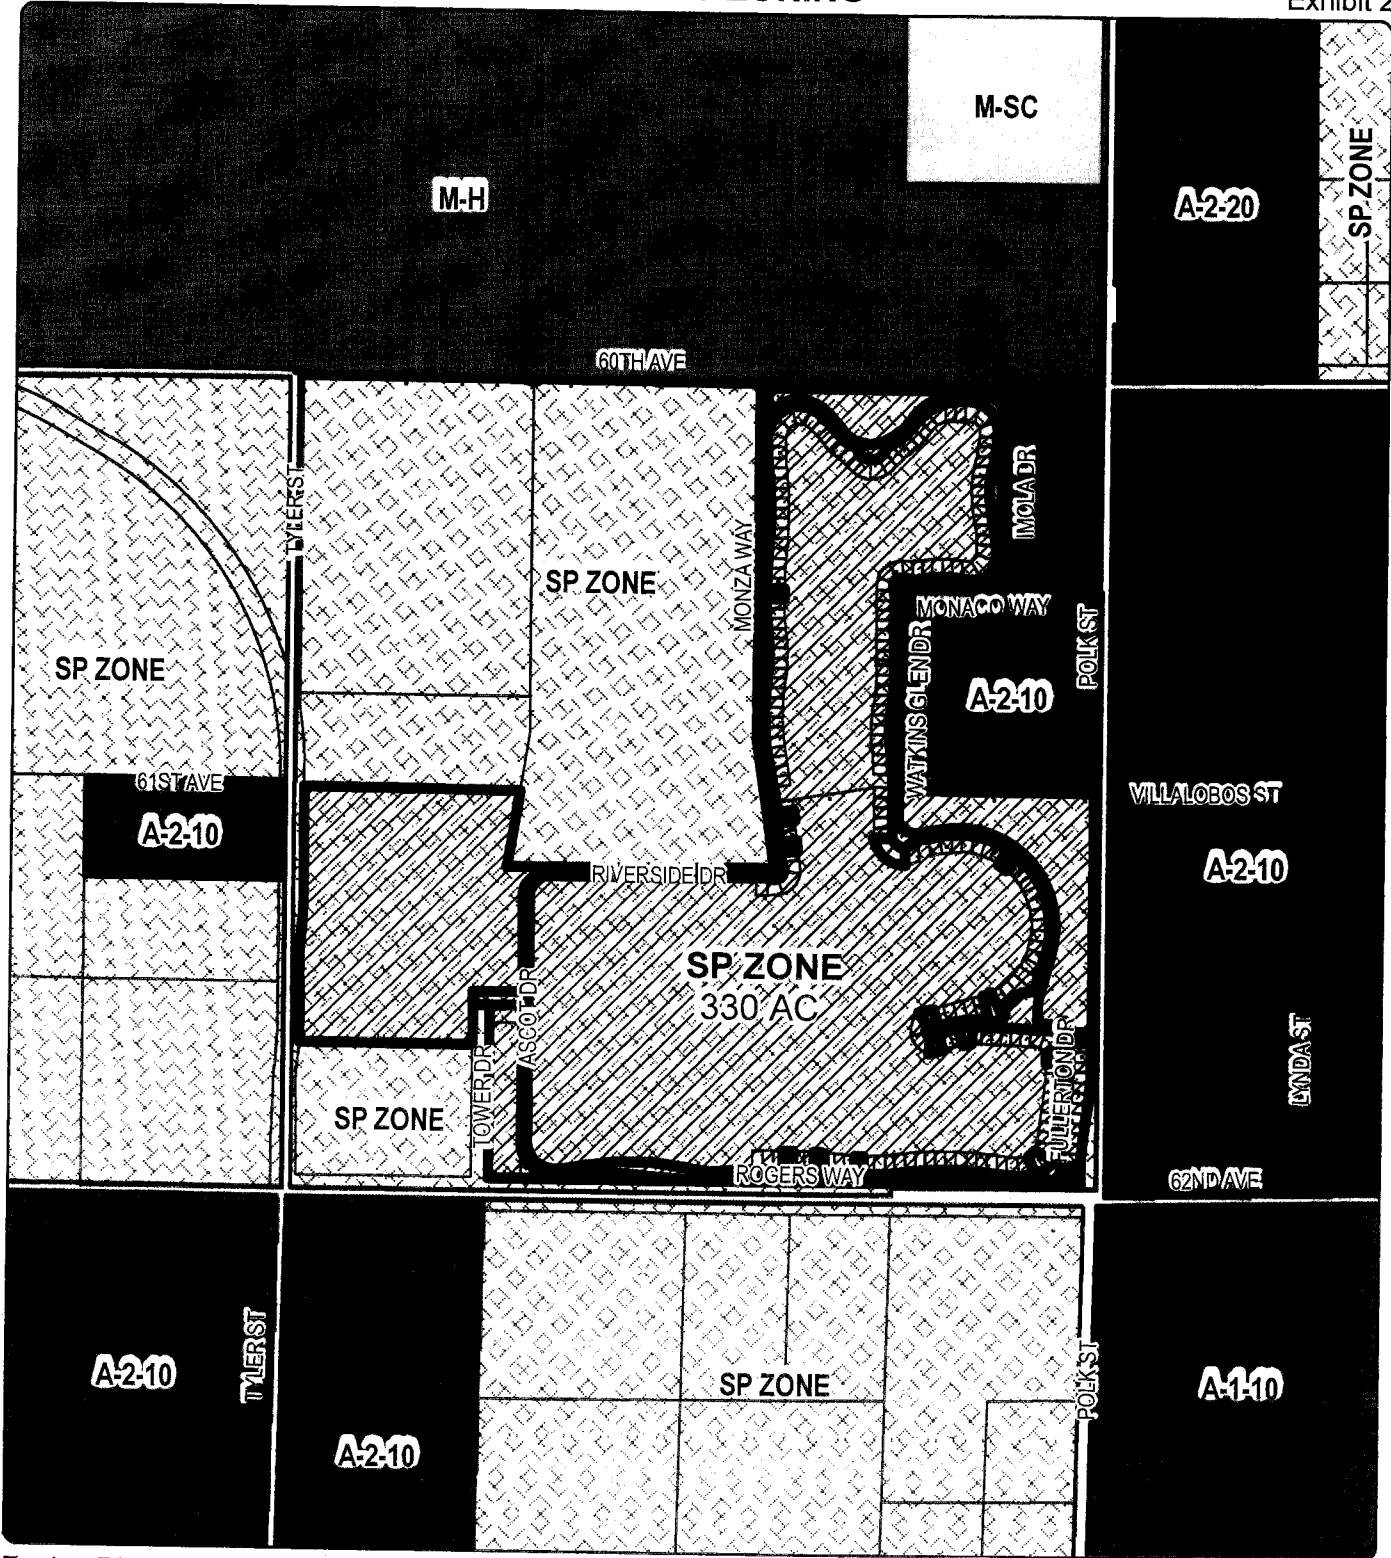 Exhibit 2
M-SC
SP ZONE
A-2-20
M-H
60TH AVE
TYLER ST
IMOLA DR
MONZA WAY
SP ZONE
MONACO WAY
POLK ST
WATKINS GLEN DR
SP ZONE
A-2-10
61ST AVE
VILLALOBOS ST
A-2-10
A-2-10
RIVERSIDE DR
SP ZONE
330 AC
ASCOT DR
TOWER DR
FULLERTON DR
LYNDA ST
SP ZONE
ROGERS WAY
62ND AVE
TYLER ST
A-2-10
SP ZONE
POLK ST
A-1-10
A-2-10